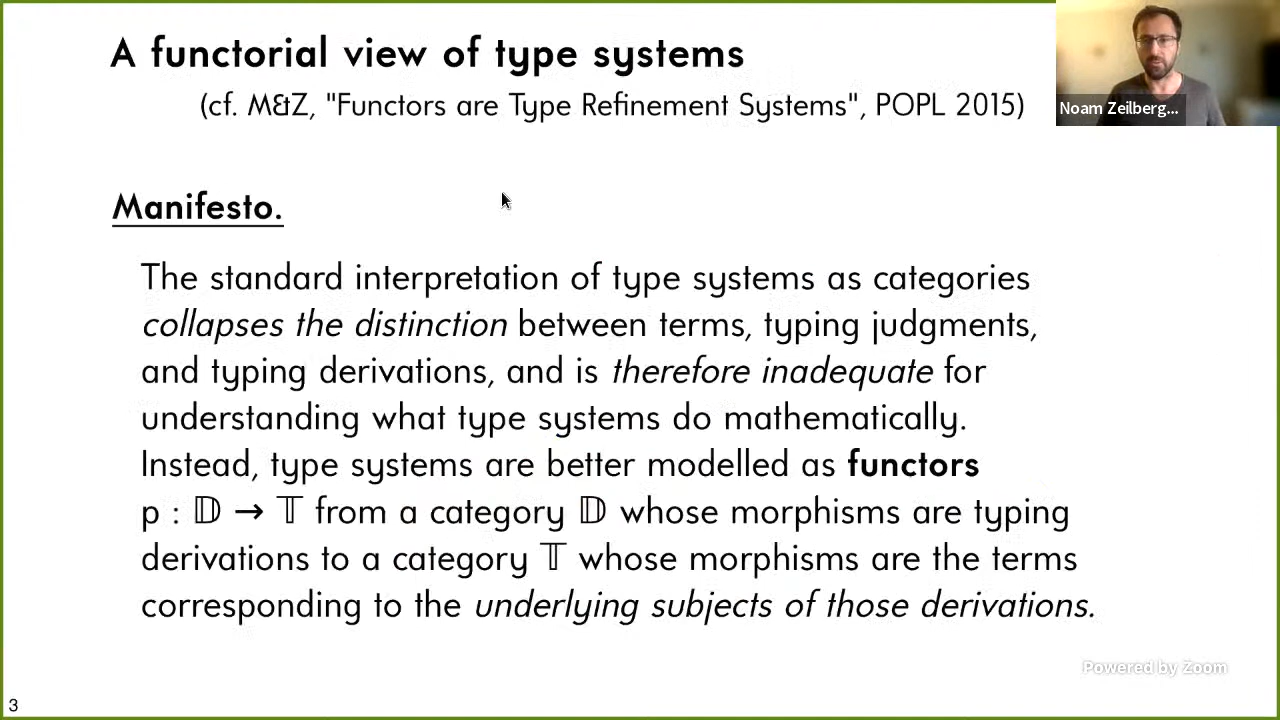 A functorial view of type systems
(cf. M&Z, "Functors are Type Refinement Systems", POPL 2015)
Noam Zeilberg...
Manifesto.
The standard interpretation of type systems as categories
collapses the distinction between terms, typing judgments,
and typing derivations, and is therefore inadequate for
understanding what type systems do mathematically.
Instead, type systems are better modelled as functors
p : 𝔻 → 𝕋 from a category 𝔻 whose morphisms are typing
derivations to a category 𝕋 whose morphisms are the terms
corresponding to the underlying subjects of those derivations.
Powered by Zoom
3